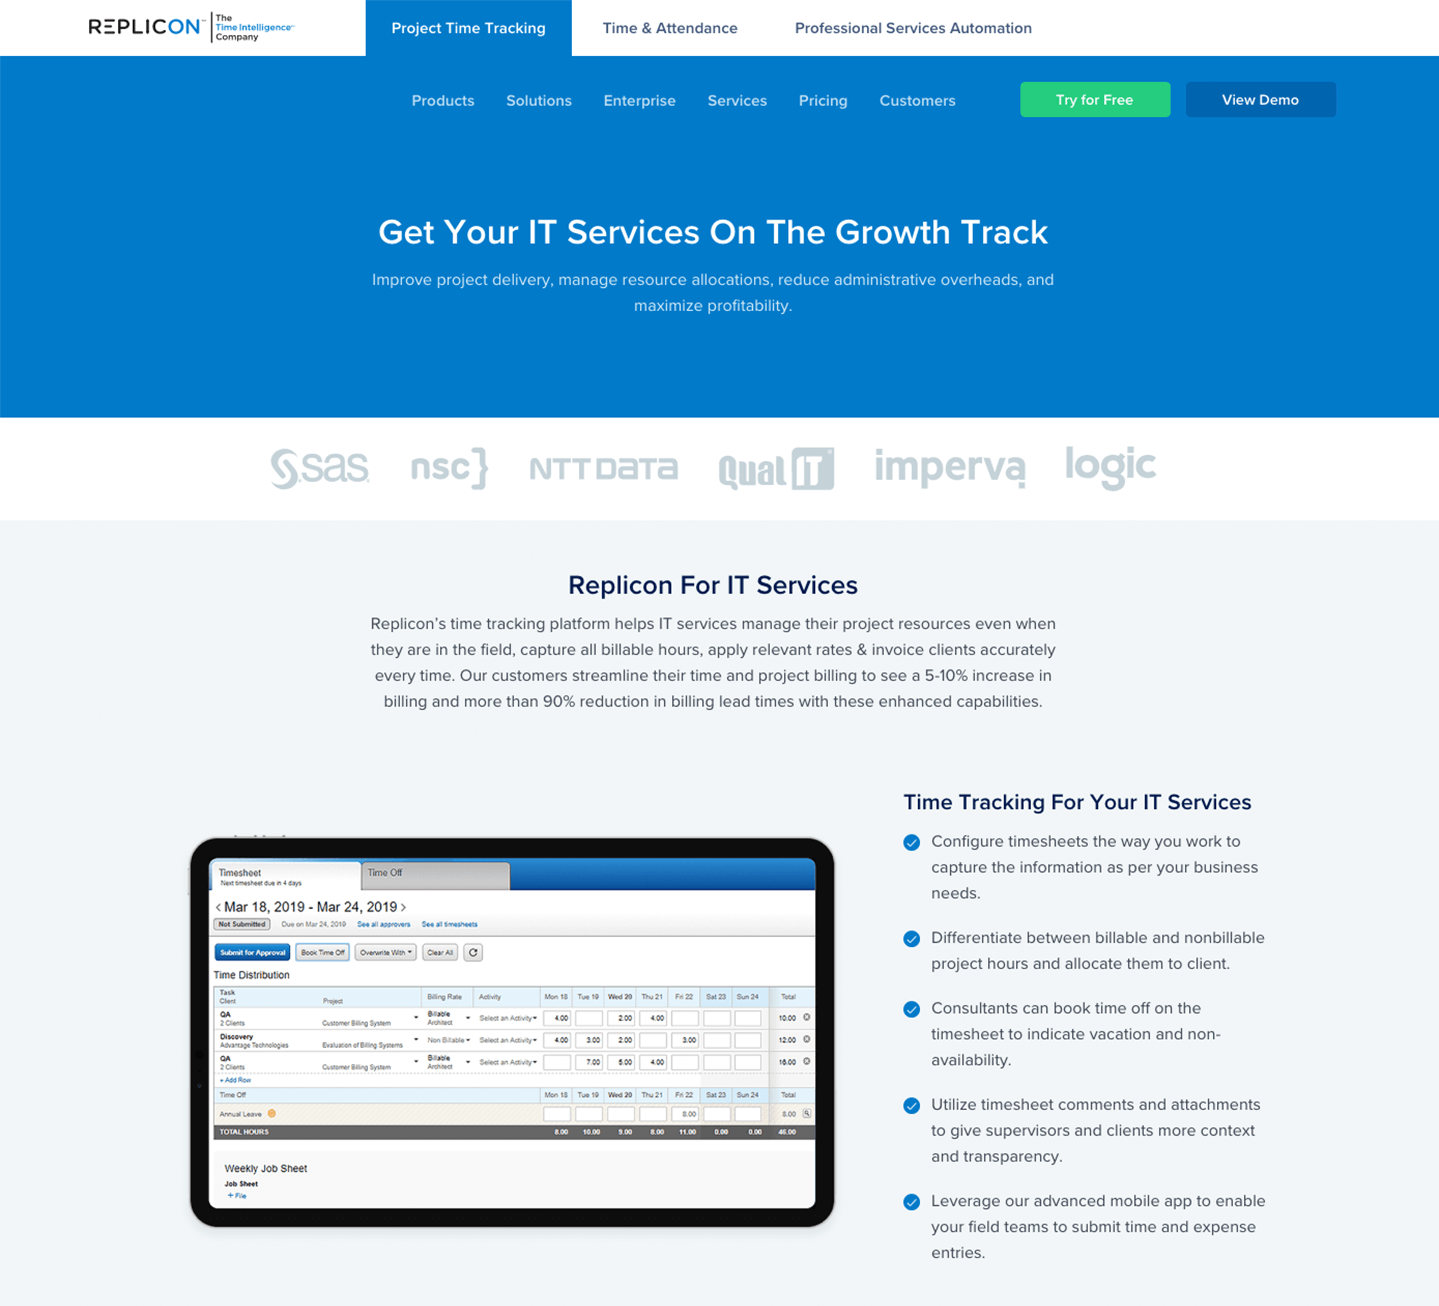 REPLICON™ The
Time Intelligence™
Company
Project Time Tracking Time & Attendance Professional Services Automation
Products Solutions Enterprise Services Pricing Customers Try for Free View Demo
Get Your IT Services On The Growth Track
Improve project delivery, manage resource allocations, reduce administrative overheads, and
maximize profitability.
sas nsc} NTT DATA Qual IT imperva logic
Replicon For IT Services
Replicon's time tracking platform helps IT services manage their project resources even when
they are in the field, capture all billable hours, apply relevant rates & invoice clients accurately
every time. Our customers streamline their time and project billing to see a 5-10% increase in
billing and more than 90% reduction in billing lead times with these enhanced capabilities.
Timesheet Time Off
Next timesheet due in 4 days
< Mar 18, 2019 - Mar 24, 2019 >
Not Submitted Due on Mar 24, 2019 See all approvers See all timesheets
Submit for Approval Book Time Off Overwrite With Clear All
Time Distribution
Task
Client Project Billing Rate Activity Mon 18 Tue 19 Wed 20 Thu 21 Fri 22 Sat 23 Sun 24 Total
QA Billable
2 Clients Customer Billing System Architect Select an Activity 4.00 2.00 4.00 10.00
Discovery
Advantage Technologies Evaluation of Billing Systems Non Billable Select an Activity 4.00 3.00 2.00 3.00 12.00
QA Billable
2 Clients Customer Billing System Architect Select an Activity 7.00 5.00 4.00 16.00
+ Add Row
Time Off Mon 18 Tue 19 Wed 20 Thu 21 Fri 22 Sat 23 Sun 24 Total
Annual Leave 8.00 8.00
TOTAL HOURS 8.00 10.00 9.00 8.00 11.00 0.00 0.00 46.00
Weekly Job Sheet
Job Sheet
+ File
Time Tracking For Your IT Services
Configure timesheets the way you work to
capture the information as per your business
needs.
Differentiate between billable and nonbillable
project hours and allocate them to client.
Consultants can book time off on the
timesheet to indicate vacation and non-
availability.
Utilize timesheet comments and attachments
to give supervisors and clients more context
and transparency.
Leverage our advanced mobile app to enable
your field teams to submit time and expense
entries.